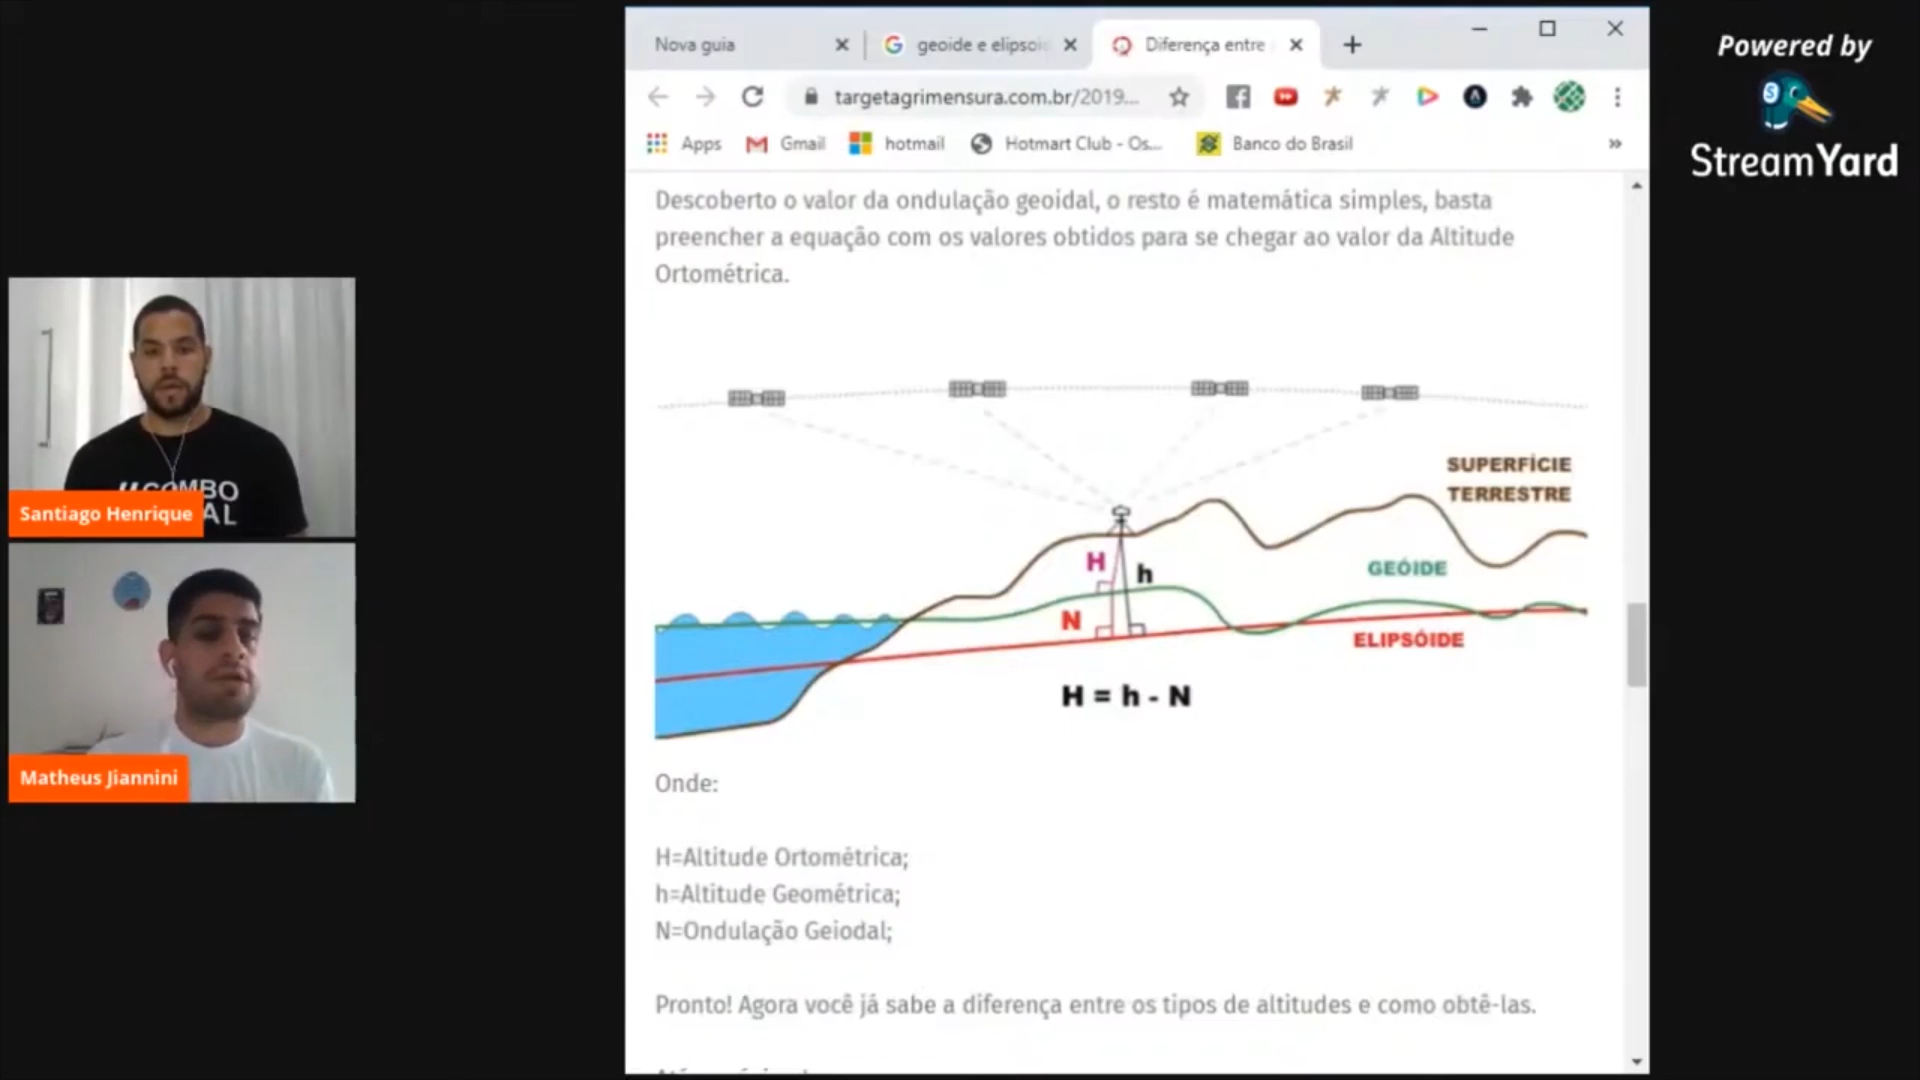 Nova guia
geoide e elipsoi
Diferença entre
targetagrimensura.com.br/2019...
Apps
Gmail
hotmail
Hotmart Club - Os...
Banco do Brasil
»
Powered by
StreamYard
Descoberto o valor da ondulação geoidal, o resto é matemática simples, basta
preencher a equação com os valores obtidos para se chegar ao valor da Altitude
Ortométrica.
SUPERFÍCIE
TERRESTRE
H
h
GEÓIDE
N
ELIPSÓIDE
H = h - N
Onde:
H=Altitude Ortométrica;
h=Altitude Geométrica;
N=Ondulação Geiodal;
Pronto! Agora você já sabe a diferença entre os tipos de altitudes e como obtê-las.
Santiago Henrique
Matheus Jiannini